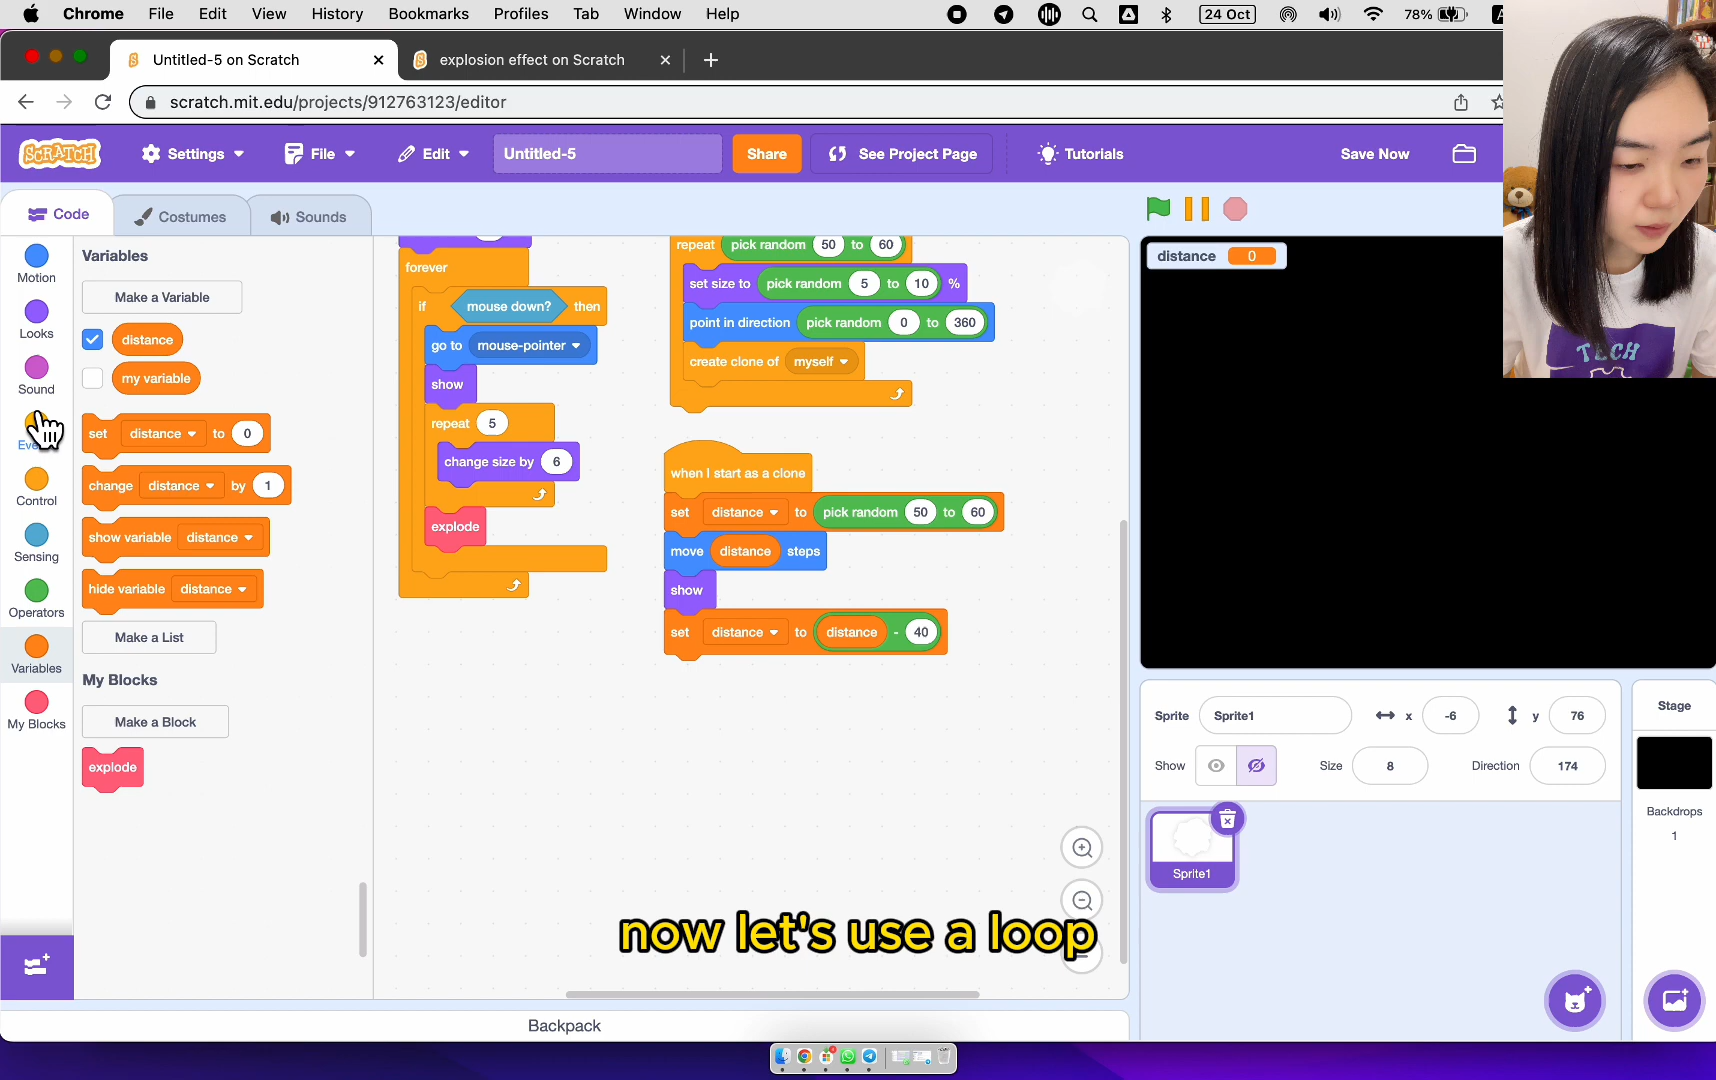 Chrome File Edit View History Bookmarks Profiles Tab Window Help 24 Oct 78%
Untitled-5 on Scratch explosion effect on Scratch
scratch.mit.edu/projects/912763123/editor
SCRATCH Settings File Edit Untitled-5 Share See Project Page Tutorials Save Now
Code Costumes Sounds
Motion
Looks
Sound
Control
Sensing
Operators
Variables
My Blocks
Variables
Make a Variable
distance
my variable
set distance to 0
change distance by 1
show variable distance
hide variable distance
Make a List
My Blocks
Make a Block
explode
forever
if mouse down? then
go to mouse-pointer
show
repeat 5
change size by 6
explode
repeat pick random 50 to 60
set size to pick random 5 to 10 %
point in direction pick random 0 to 360
create clone of myself
when I start as a clone
set distance to pick random 50 to 60
move distance steps
show
set distance to distance - 40
now let's use a loop
Backpack
distance 0
TECH
Sprite Sprite1 x -6 y 76
Show Size 8 Direction 174
Sprite1
Stage
Backdrops
1